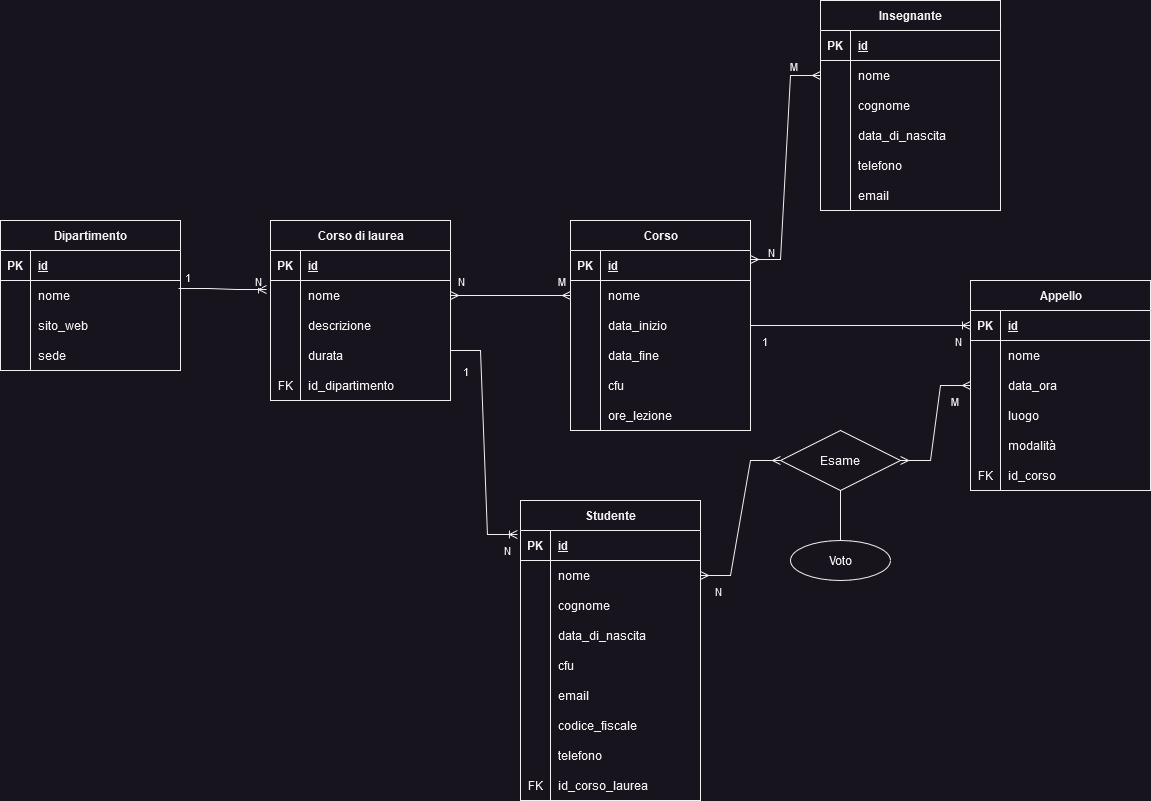 Insegnante
PK id
nome
cognome
data_di_nascita
telefono
email
M
N
Dipartimento
PK id
nome
sito_web
sede
1
N
Corso di laurea
PK id
nome
descrizione
durata
FK id_dipartimento
N
M
1
N
Corso
PK id
nome
data_inizio
data_fine
cfu
ore_lezione
1
N
Appello
PK id
nome
data_ora
luogo
modalità
FK id_corso
M
Esame
Voto
N
Studente
PK id
nome
cognome
data_di_nascita
cfu
email
codice_fiscale
telefono
FK id_corso_laurea